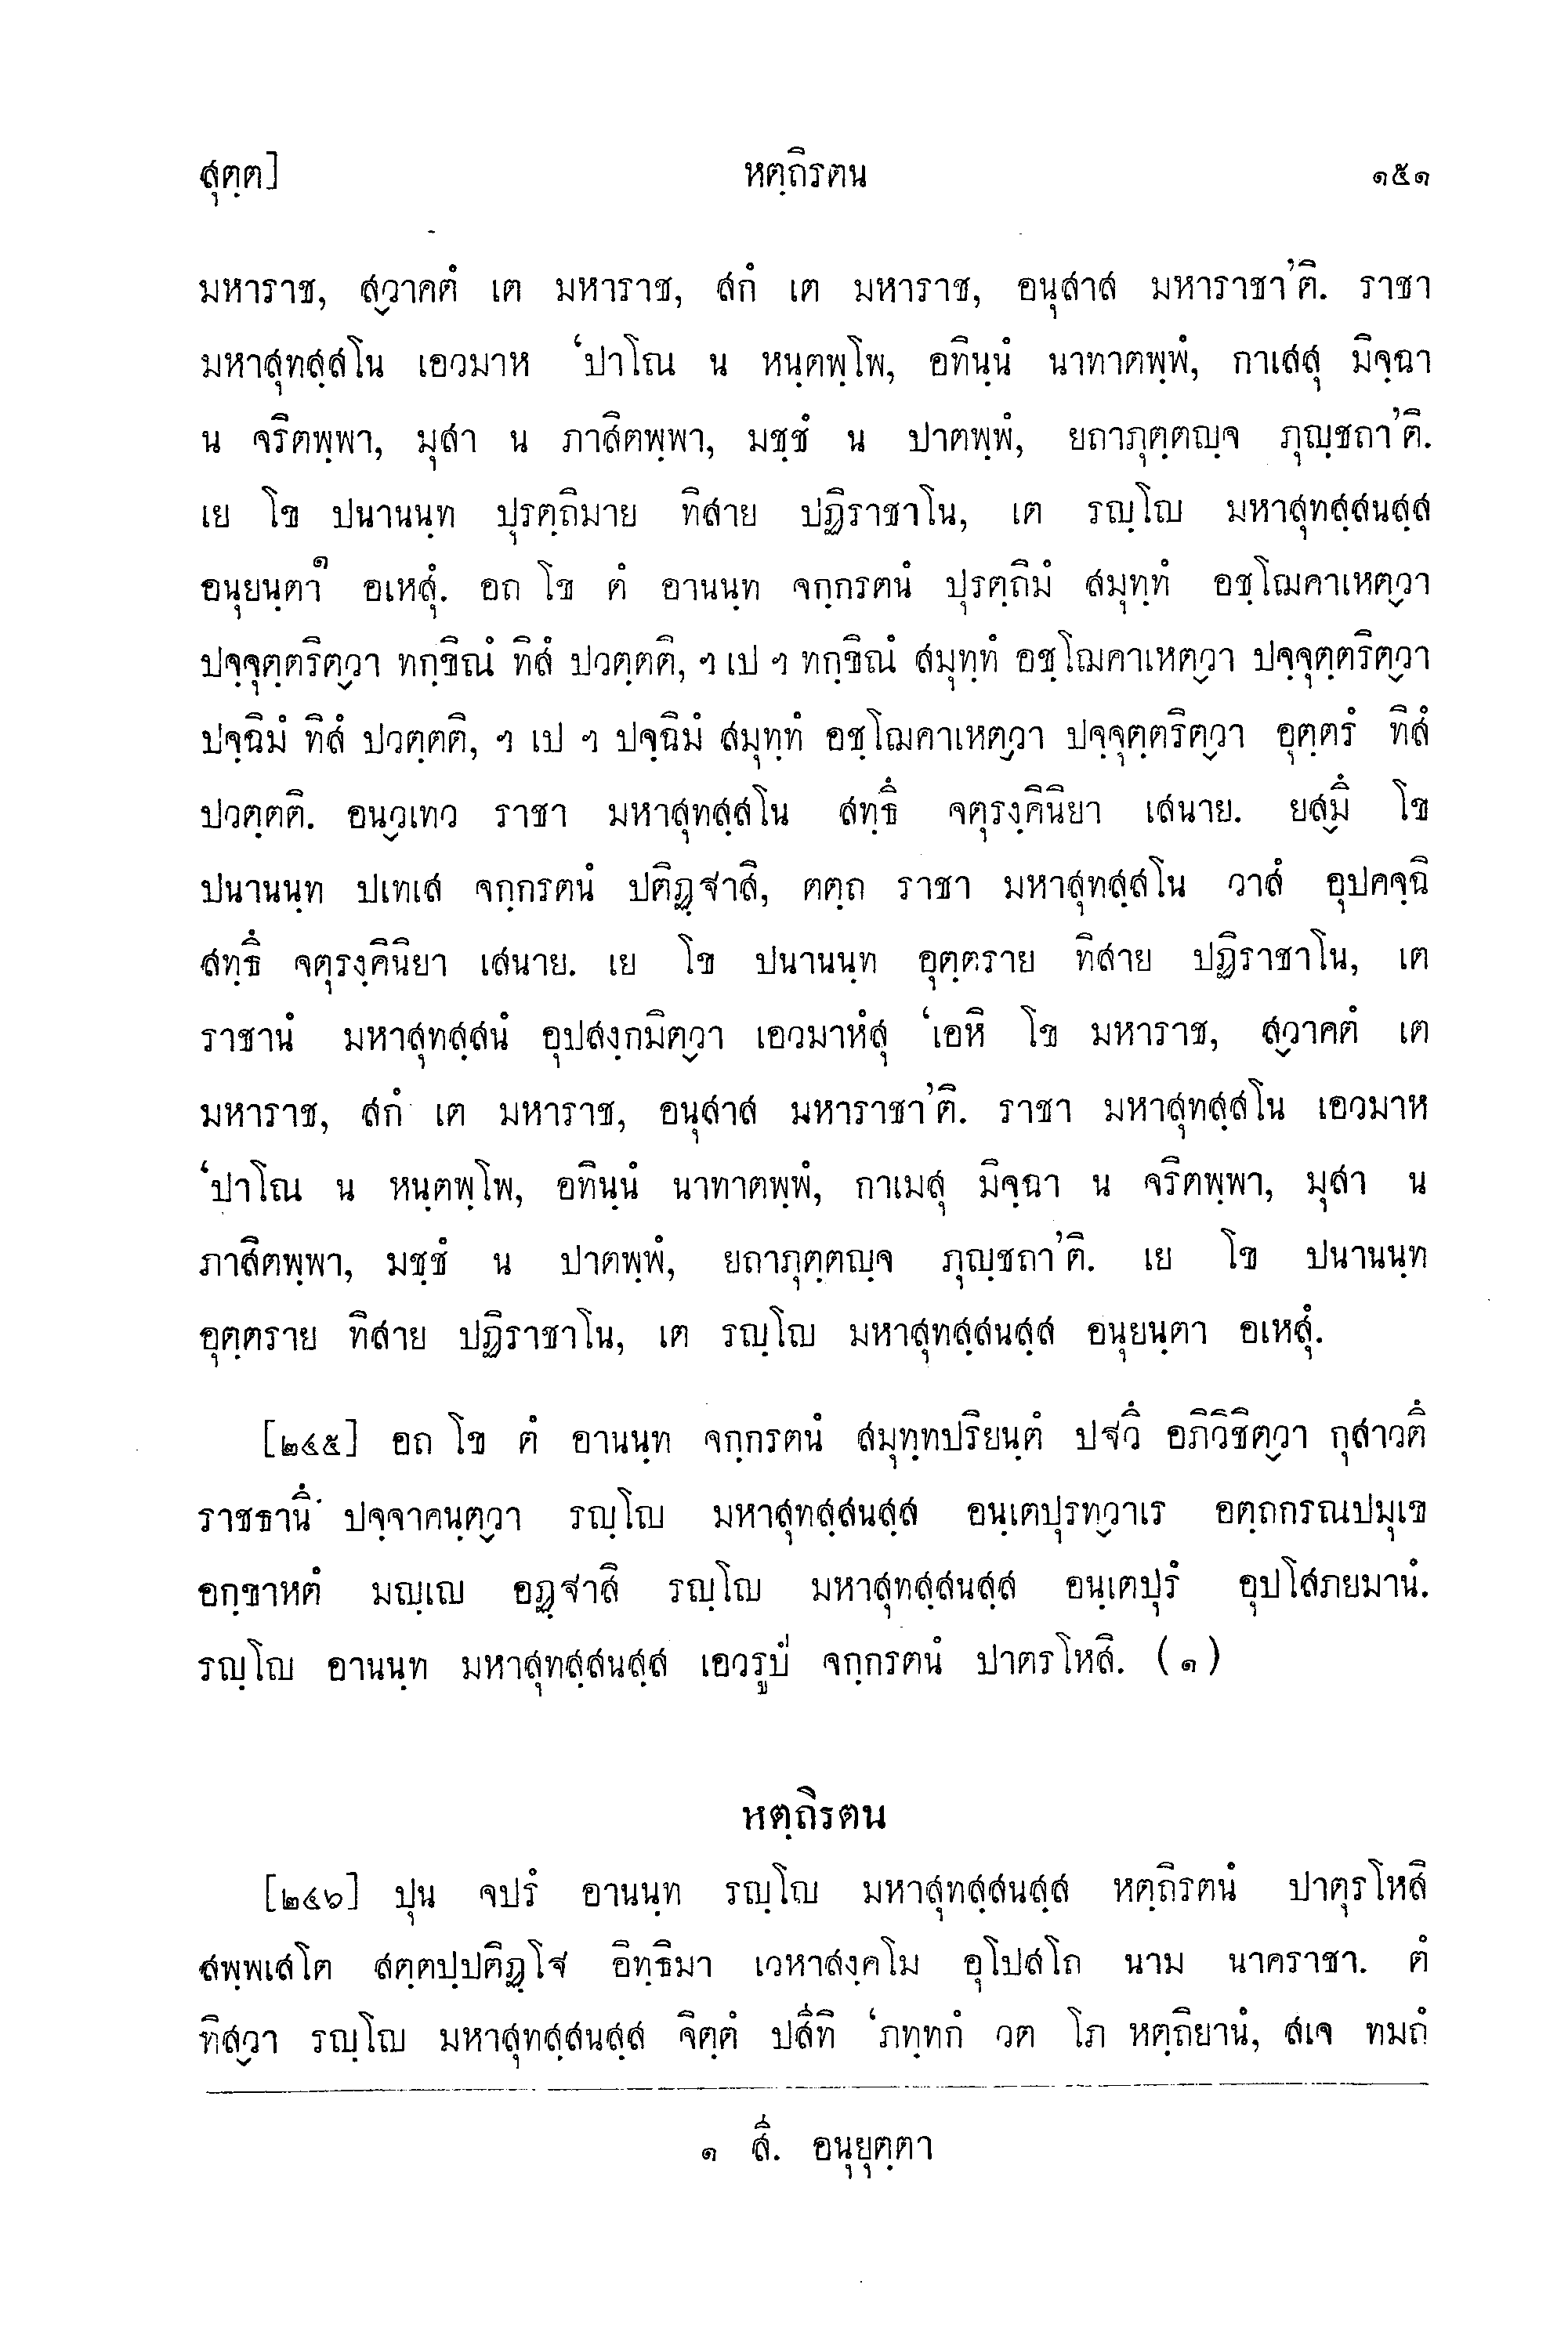 สุตฺต] หตฺถิรตน ๑๕๑
มหาราช, สฺวาคตํ เต มหาราช, สกํ เต มหาราช, อนุสาส มหาราชา’ติ. ราชา
มหาสุทสฺสโน เอวมาห ‘ปาโณ น หนฺตพฺโพ, อทินฺนํ นาทาตพฺพํ, กาเสสุ มิจฺฉา
น จริตพฺพา, มุสา น ภาสิตพฺพา, มชฺชํ น ปาตพฺพํ, ยถาภุตฺตญฺจ ภุญฺชถา’ติ.
เย โข ปนานนฺท ปุรตฺถิมาย ทิสาย ปฏิราชาโน, เต รญฺโญ มหาสุทสฺสนสฺส
อนุยนฺตา๑ อเหสุํ. อถ โข ตํ อานนฺท จกฺกรตนํ ปุรตฺถิมํ สมุทฺทํ อชฺโฌคาเหตฺวา
ปจฺจุตฺตริตฺวา ทกฺขิณํ ทิสํ ปวตฺตติ, ฯ เป ฯ ทกฺขิณํ สมุทฺทํ อชฺโฌคาเหตฺวา ปจฺจุตฺตริตฺวา
ปจฺฉิมํ ทิสํ ปวตฺตติ, ฯ เป ฯ ปจฺฉิมํ สมุทฺทํ อชฺโฌคาเหตฺวา ปจฺจุตฺตริตฺวา อุตฺตรํ ทิสํ
ปวตฺตติ. อนฺวเทว ราชา มหาสุทสฺสโน สทฺธึ จตุรงฺคินิยา เสนาย. ยสฺมึ โข
ปนานนฺท ปเทเส จกฺกรตนํ ปติฏฺฐาสิ, ตตฺถ ราชา มหาสุทสฺสโน วาสํ อุปคจฺฉิ
สทฺธึ จตุรงฺคินิยา เสนาย. เย โข ปนานนฺท อุตฺตราย ทิสาย ปฏิราชาโน, เต
ราชานํ มหาสุทสฺสนํ อุปสงฺกมิตฺวา เอวมาหํสุ ‘เอหิ โข มหาราช, สฺวาคตํ เต
มหาราช, สกํ เต มหาราช, อนุสาส มหาราชา’ติ. ราชา มหาสุทสฺสโน เอวมาห
‘ปาโณ น หนฺตพฺโพ, อทินฺนํ นาทาตพฺพํ, กาเมสุ มิจฺฉา น จริตพฺพา, มุสา น
ภาสิตพฺพา, มชฺชํ น ปาตพฺพํ, ยถาภุตฺตญฺจ ภุญฺชถา’ติ. เย โข ปนานนฺท
อุตฺตราย ทิสาย ปฏิราชาโน, เต รญฺโญ มหาสุทสฺสนสฺส อนุยนฺตา อเหสุํ.
[๒๔๕] อถ โข ตํ อานนฺท จกฺกรตนํ สมุทฺทปริยนฺตํ ปฐวึ อภิวิชิตฺวา กุสาวตึ
ราชธานึ ปจฺจาคนฺตฺวา รญฺโญ มหาสุทสฺสนสฺส อนฺเตปุรทฺวาเร อตฺถกรณปมุเข
อกฺขาหตํ มญฺเญ อฏฺฐาสิ รญฺโญ มหาสุทสฺสนสฺส อนฺเตปุรํ อุปโสภยมานํ.
รญฺโญ อานนฺท มหาสุทสฺสนสฺส เอวรูปํ จกฺกรตนํ ปาตรโหสิ. (๑)
หตฺถิรตน
[๒๔๖] ปุน จปรํ อานนฺท รญฺโญ มหาสุทสฺสนสฺส หตฺถิรตนํ ปาตุรโหสิ
สพฺพเสโต สตฺตปฺปติฏฺโฐ อิทฺธิมา เวหาสงฺคโม อุโปสโถ นาม นาคราชา. ตํ
ทิสฺวา รญฺโญ มหาสุทสฺสนสฺส จิตฺตํ ปสีทิ ‘ภทฺทกํ วต โภ หตฺถิยานํ, สเจ ทมถํ
๑ สี. อนุยุตฺตา